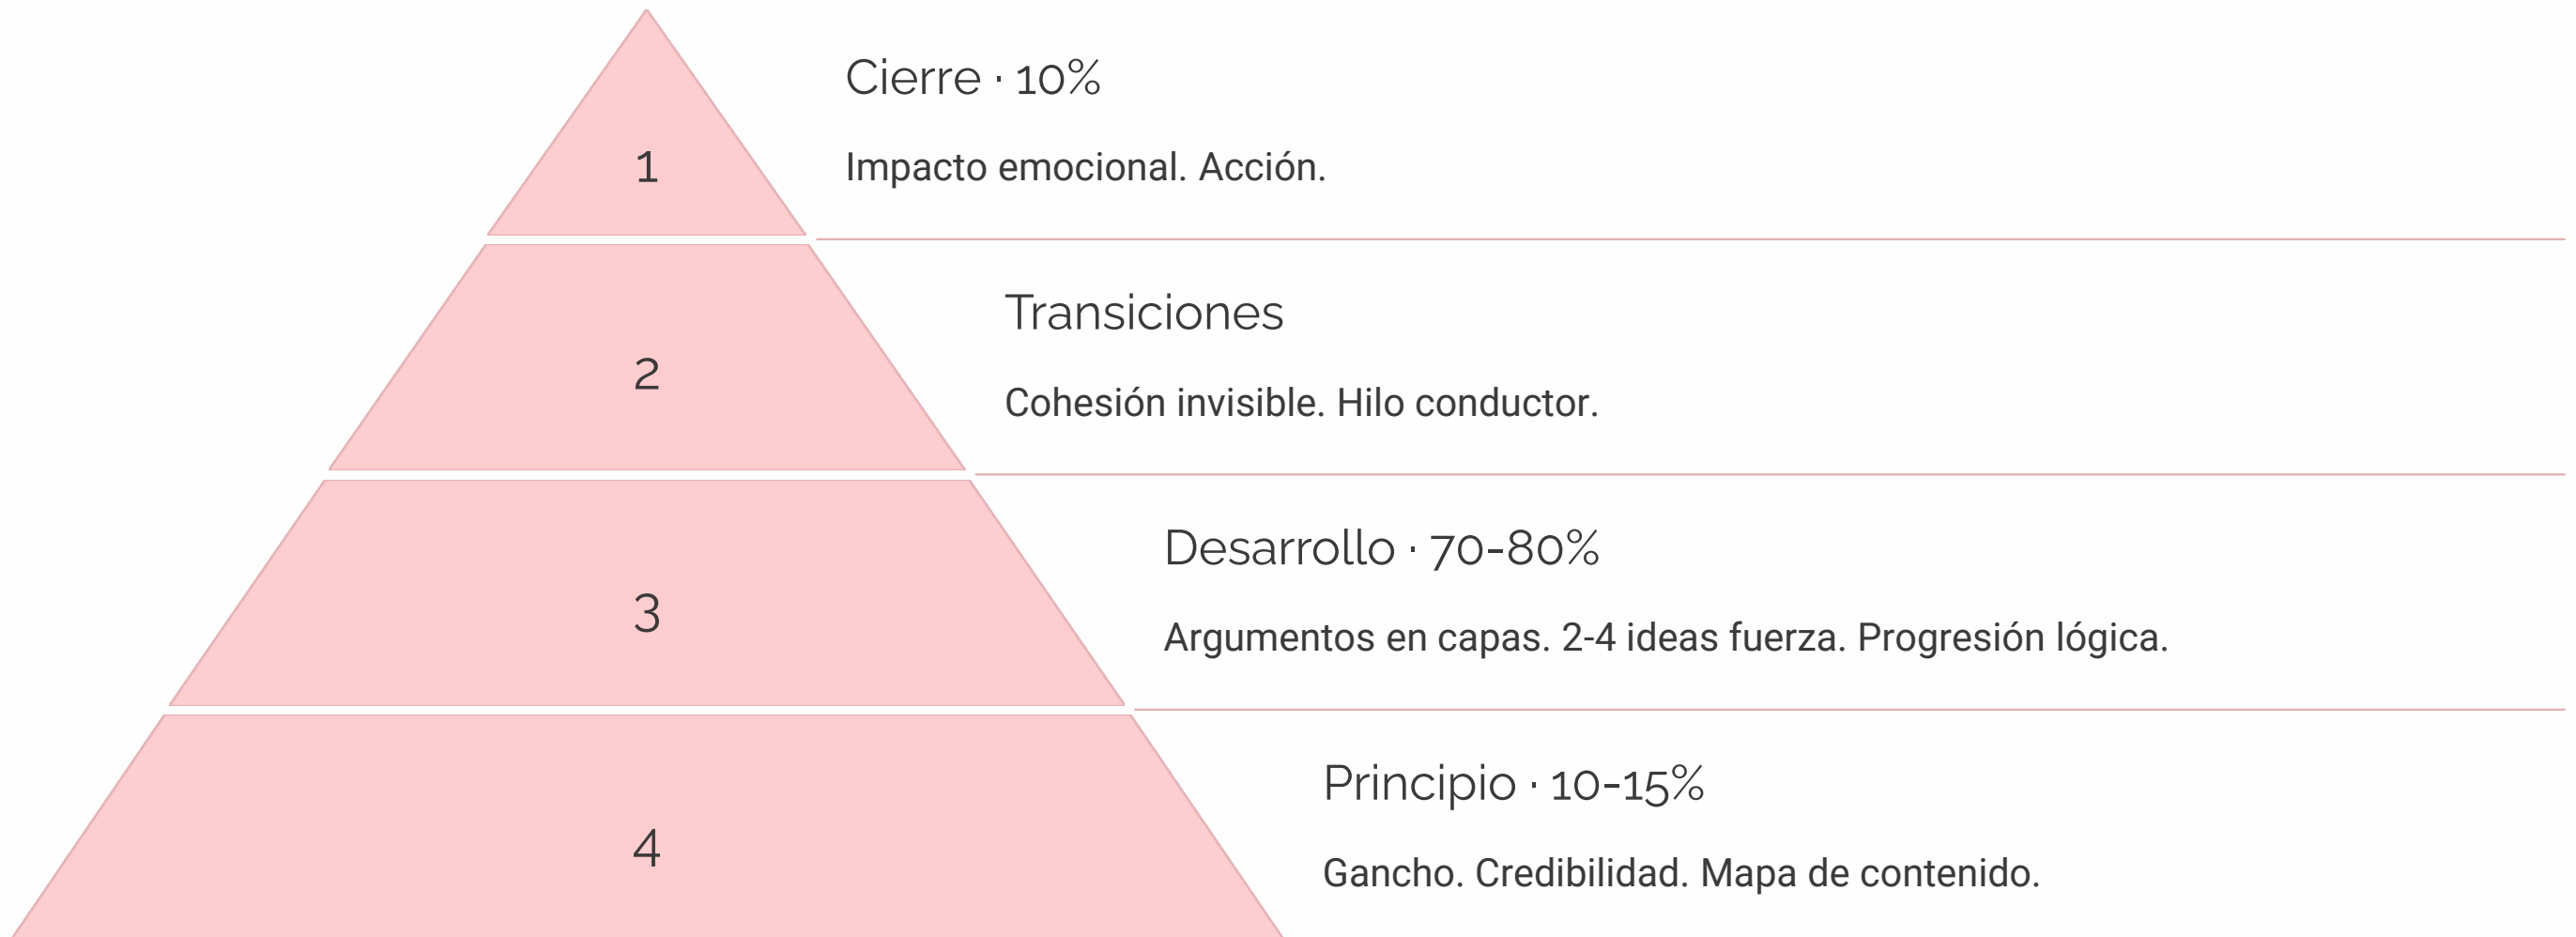 1
Cierre · 10%
Impacto emocional. Acción.
2
Transiciones
Cohesión invisible. Hilo conductor.
3
Desarrollo · 70-80%
Argumentos en capas. 2-4 ideas fuerza. Progresión lógica.
4
Principio · 10-15%
Gancho. Credibilidad. Mapa de contenido.